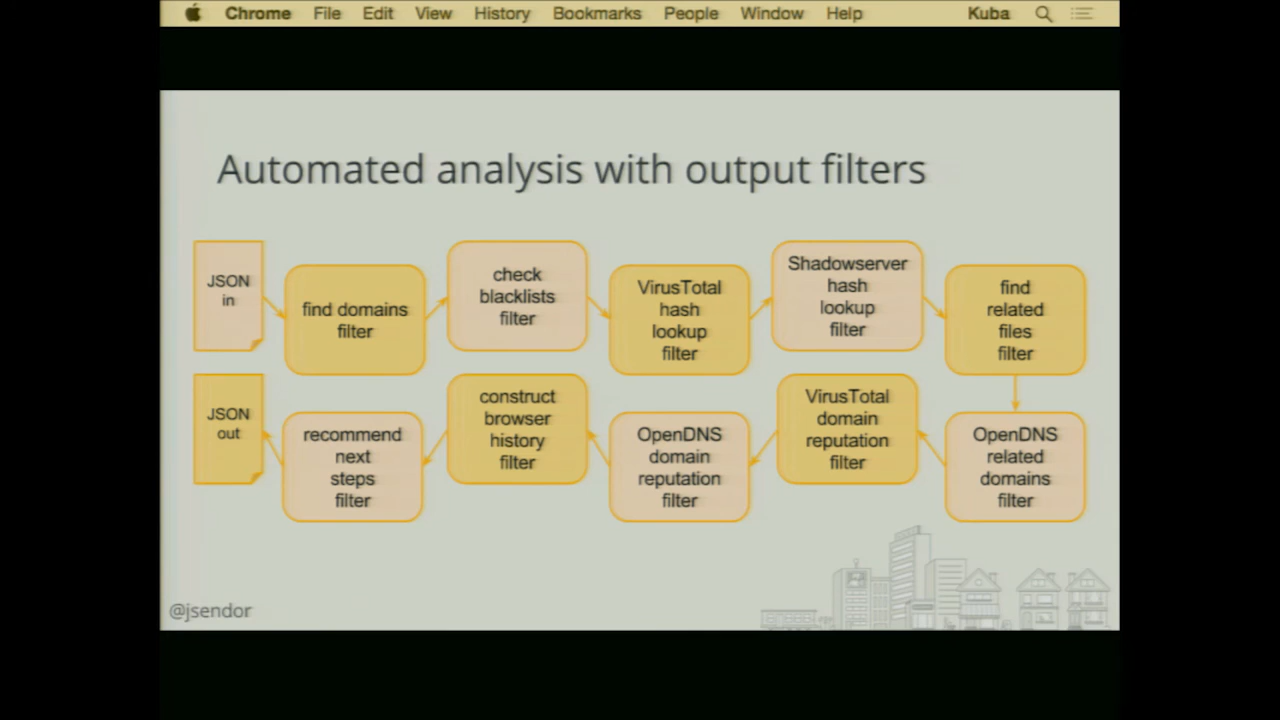 Chrome File Edit View History Bookmarks People Window Help Kuba
Automated analysis with output filters
JSON
in
find domains
filter
check
blacklists
filter
VirusTotal
hash
lookup
filter
Shadowserver
hash
lookup
filter
find
related
files
filter
OpenDNS
related
domains
filter
VirusTotal
domain
reputation
filter
OpenDNS
domain
reputation
filter
construct
browser
history
filter
recommend
next
steps
filter
JSON
out
@jsendor